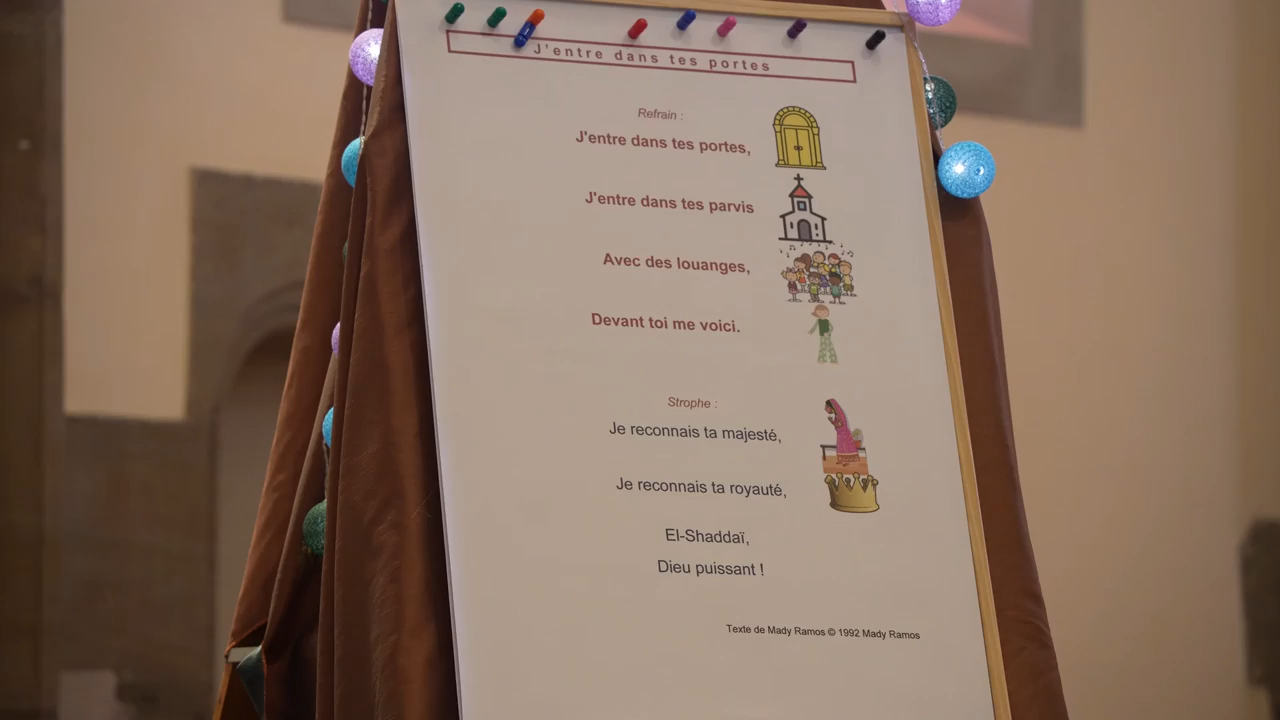 J'entre dans tes portes
Refrain :
J'entre dans tes portes,
J'entre dans tes parvis
Avec des louanges,
Devant toi me voici.
Strophe :
Je reconnais ta majesté,
Je reconnais ta royauté,
El-Shaddaï,
Dieu puissant !
Texte de Mady Ramos © 1992 Mady Ramos